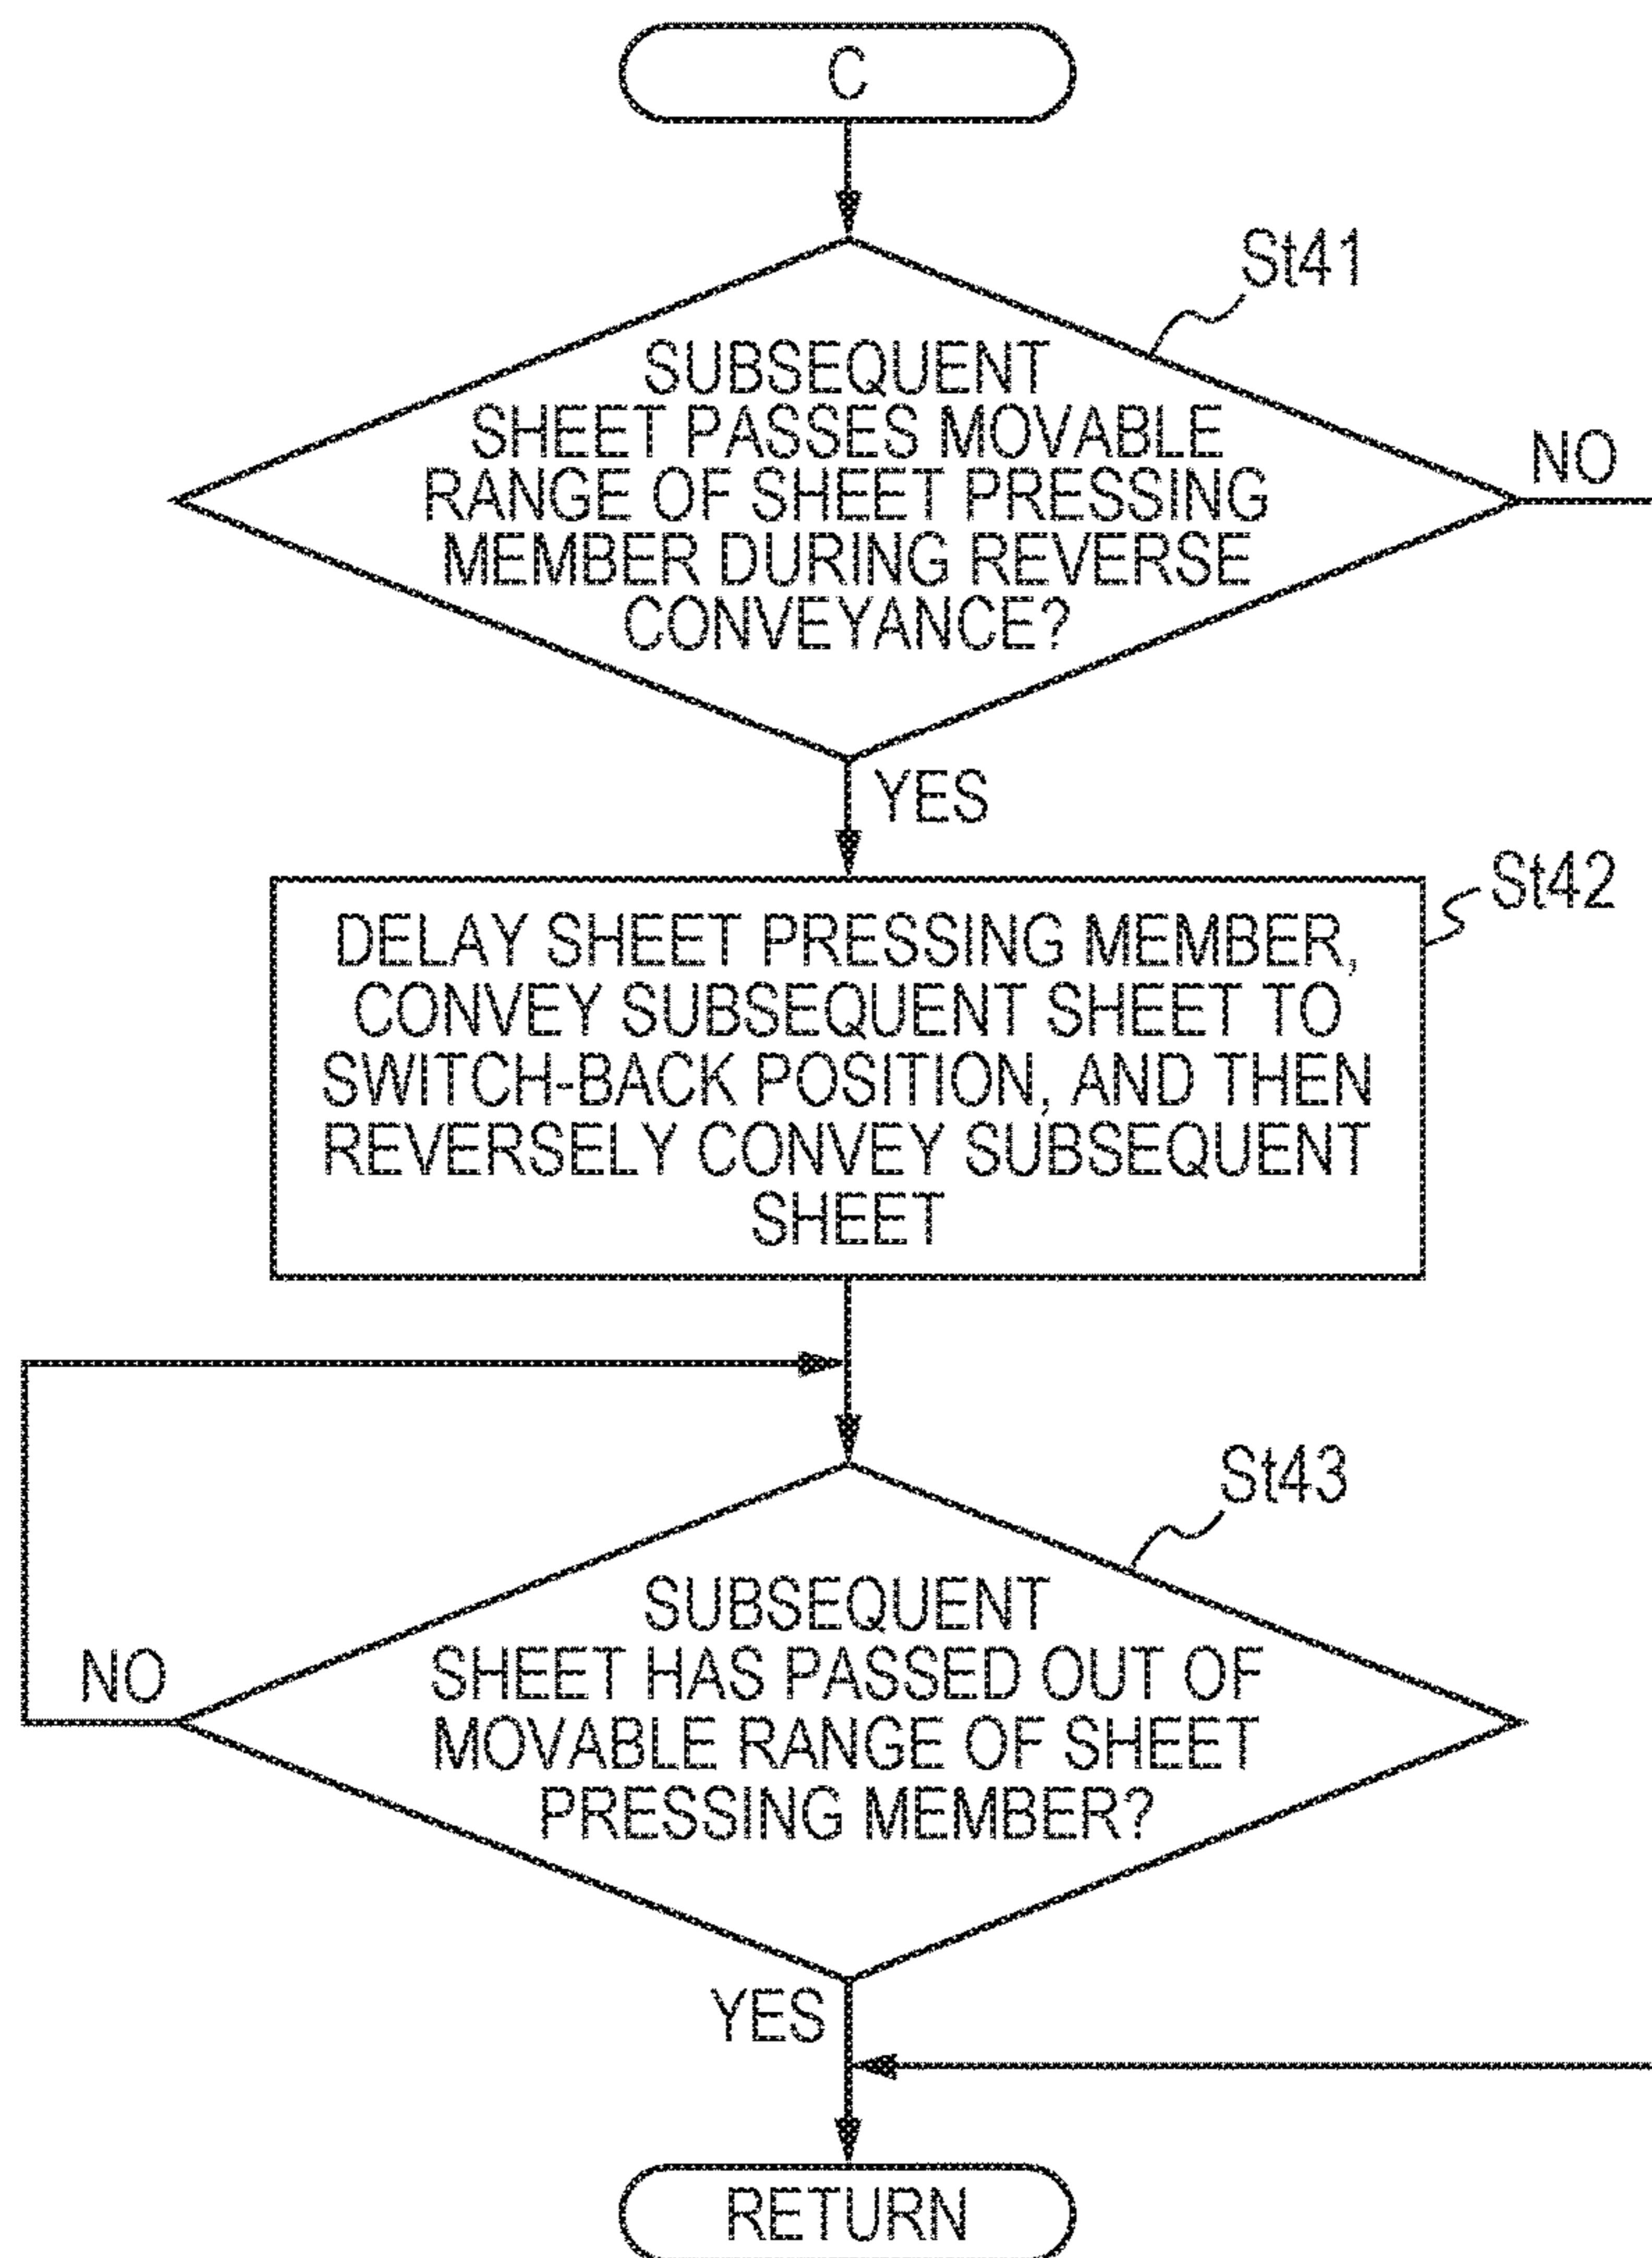 C
St41
SUBSEQUENT
SHEET PASSES MOVABLE
RANGE OF SHEET PRESSING
MEMBER DURING REVERSE
CONVEYANCE?
NO
YES
St42
DELAY SHEET PRESSING MEMBER,
CONVEY SUBSEQUENT SHEET TO
SWITCH-BACK POSITION, AND THEN
REVERSELY CONVEY SUBSEQUENT
SHEET
St43
SUBSEQUENT
SHEET HAS PASSED OUT OF
MOVABLE RANGE OF SHEET
PRESSING MEMBER?
NO
YES
RETURN